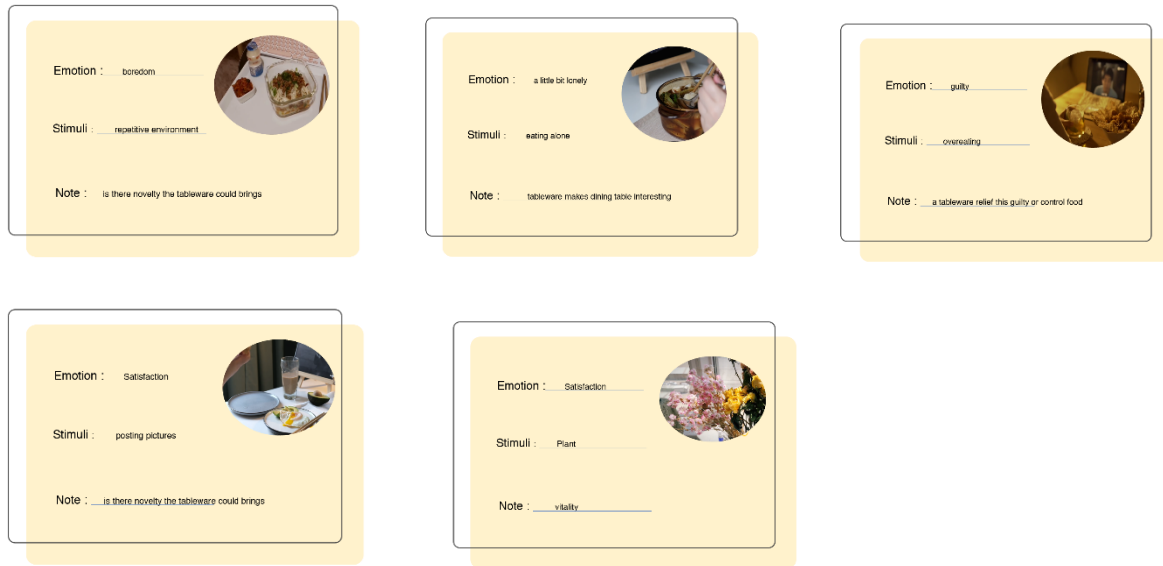 Emotion : boredom
Stimuli : repetitive environment
Note : is there novelty the tableware could brings
Emotion : a little bit lonely
Stimuli : eating alone
Note : tableware makes dining table interesting
Emotion : guilty
Stimuli : overeating
Note : a tableware relief this guilty or control food
Emotion : Satisfaction
Stimuli : posting pictures
Note : is there novelty the tableware could brings
Emotion : Satisfaction
Stimuli : Plant
Note : vitality